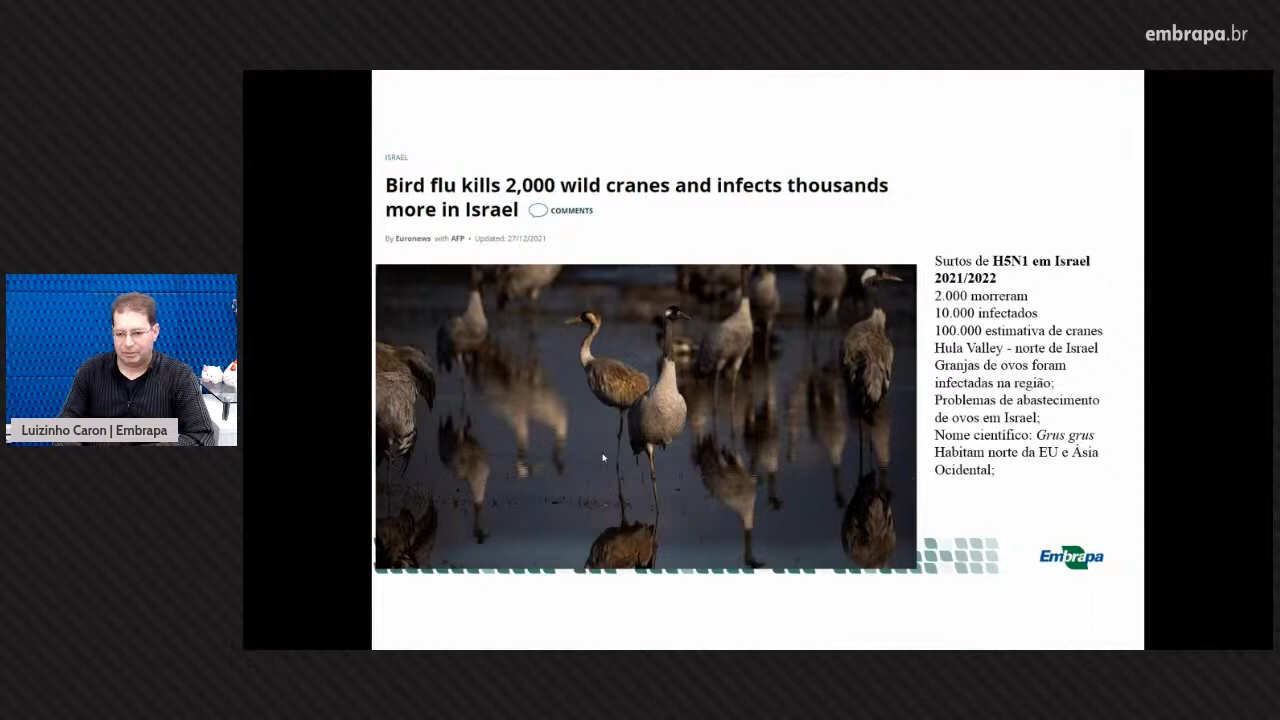 embrapa.br
ISRAEL
Bird flu kills 2,000 wild cranes and infects thousands
more in Israel COMMENTS
By Euronews with AFP • Updated: 27/12/2021
Surtos de H5N1 em Israel
2021/2022
2.000 morreram
10.000 infectados
100.000 estimativa de cranes
Hula Valley - norte de Israel
Granjas de ovos foram
infectadas na região;
Problemas de abastecimento
de ovos em Israel;
Nome científico: Grus grus
Habitam norte da EU e Ásia
Ocidental;
Embrapa
Luizinho Caron | Embrapa